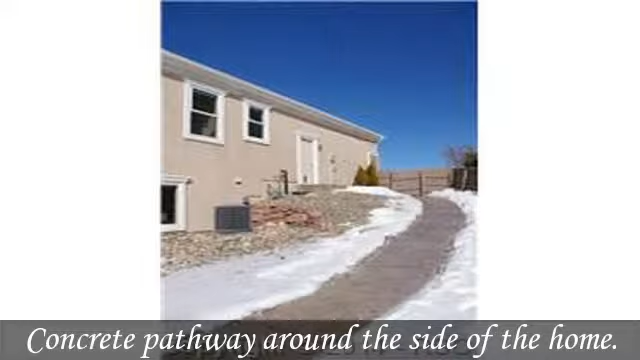 Concrete pathway around the side of the home.